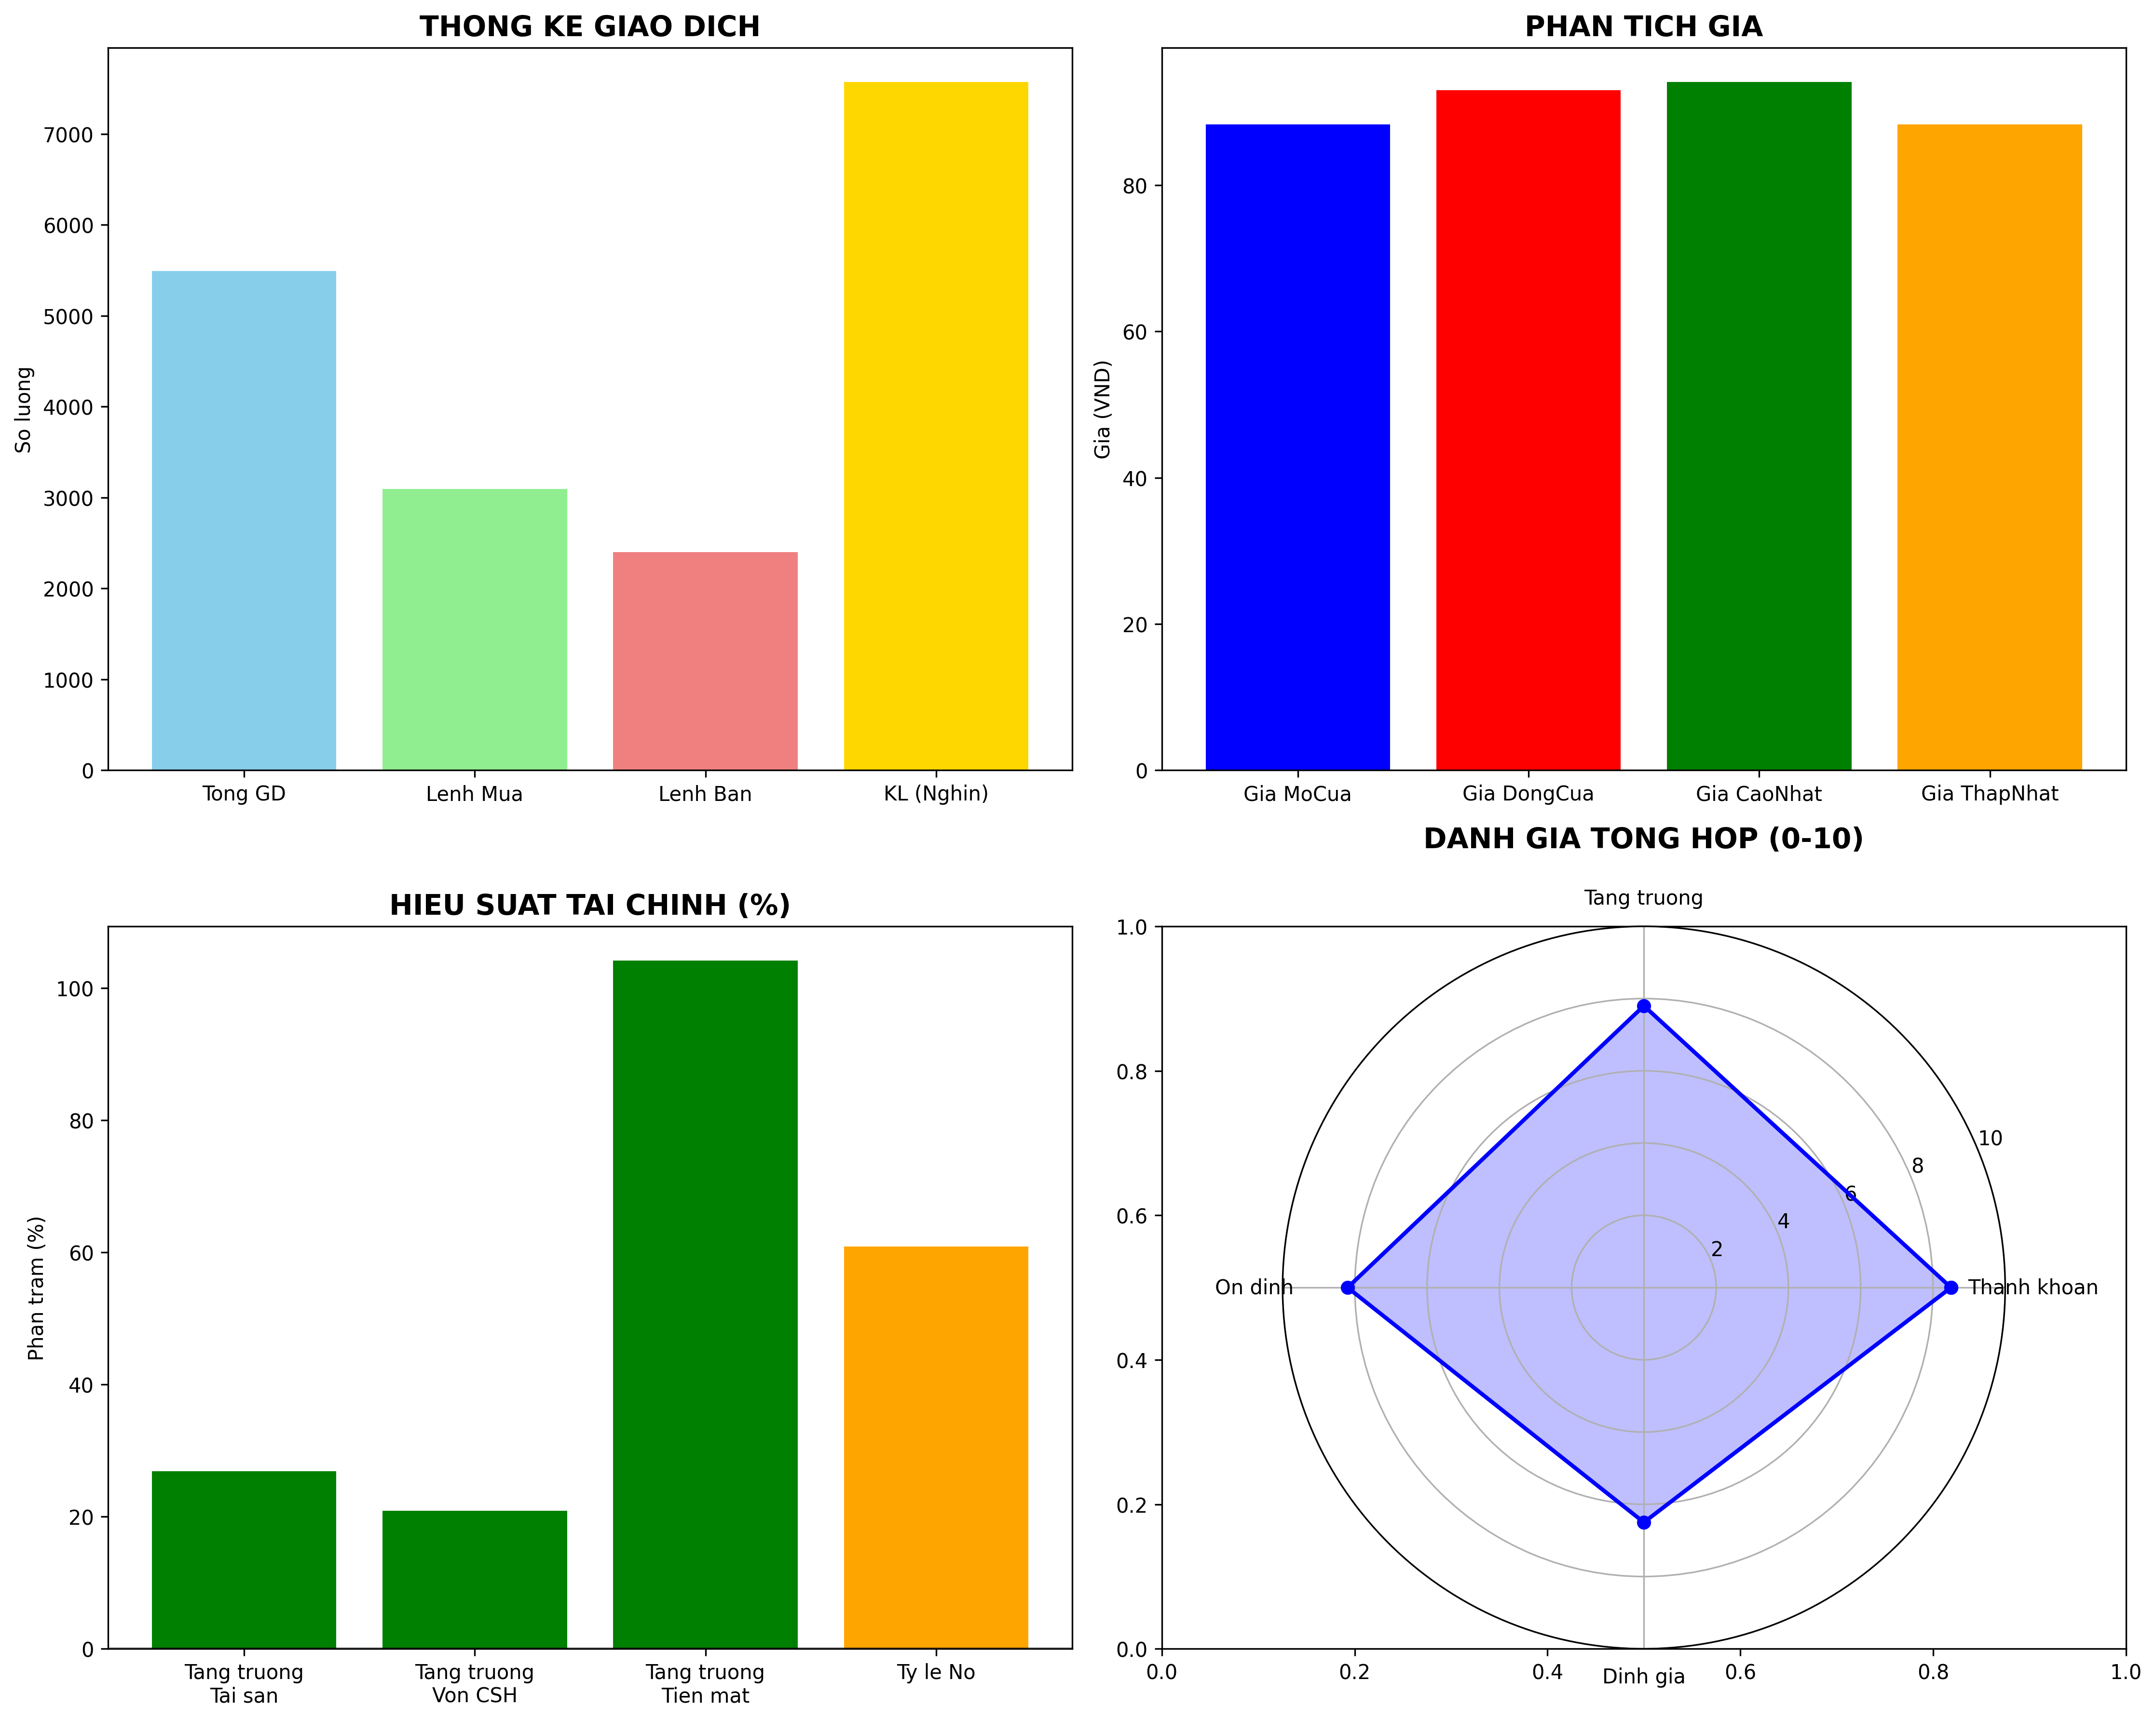 THONG KE GIAO DICH
So luong
7000
6000
5000
4000
3000
2000
1000
0
Tong GD
Lenh Mua
Lenh Ban
KL (Nghin)
PHAN TICH GIA
Gia (VND)
80
60
40
20
0
Gia MoCua
Gia DongCua
Gia CaoNhat
Gia ThapNhat
HIEU SUAT TAI CHINH (%)
Phan tram (%)
100
80
60
40
20
0
Tang truong
Tai san
Tang truong
Von CSH
Tang truong
Tien mat
Ty le No
DANH GIA TONG HOP (0-10)
Tang truong
1.0
0.8
0.6
0.4
0.2
0.0
10
8
6
4
2
On dinh
Thanh khoan
0.0
0.2
0.4
0.6
0.8
1.0
Dinh gia